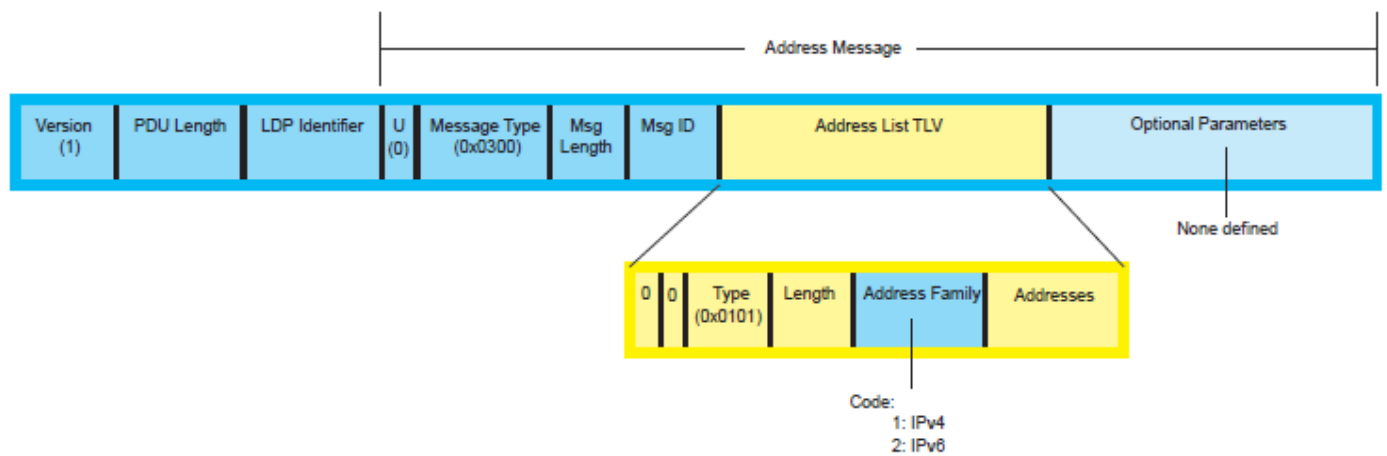 Address Message
Version
(1)
PDU Length
LDP Identifier
U
(0)
Message Type
(0x0300)
Msg
Length
Msg ID
Address List TLV
Optional Parameters
None defined
0
0
Type
(0x0101)
Length
Address Family
Addresses
Code:
1: IPv4
2: IPv6